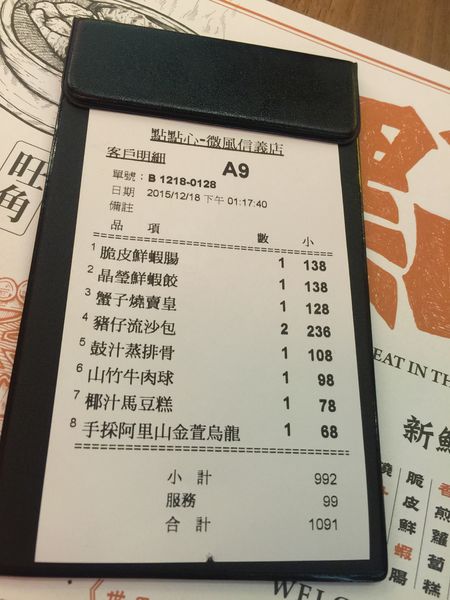 點點心-微風信義店
客戶明細 A9
單號: B 1218-0128
日期 2015/12/18 下午 01:17:40
備註
品 項 數 小
1 脆皮鮮蝦腸 1 138
2 晶瑩鮮蝦餃 1 138
3 蟹子燒賣皇 1 128
4 豬仔流沙包 2 236
5 鼓汁蒸排骨 1 108
6 山竹牛肉球 1 98
7 椰汁馬豆糕 1 78
8 手採阿里山金萱烏龍 1 68
小 計 992
服務 99
合計 1091
旺角
EAT IN TH
新鮮
脆皮鮮蝦腸
香煎蘿蔔糕
WELCO